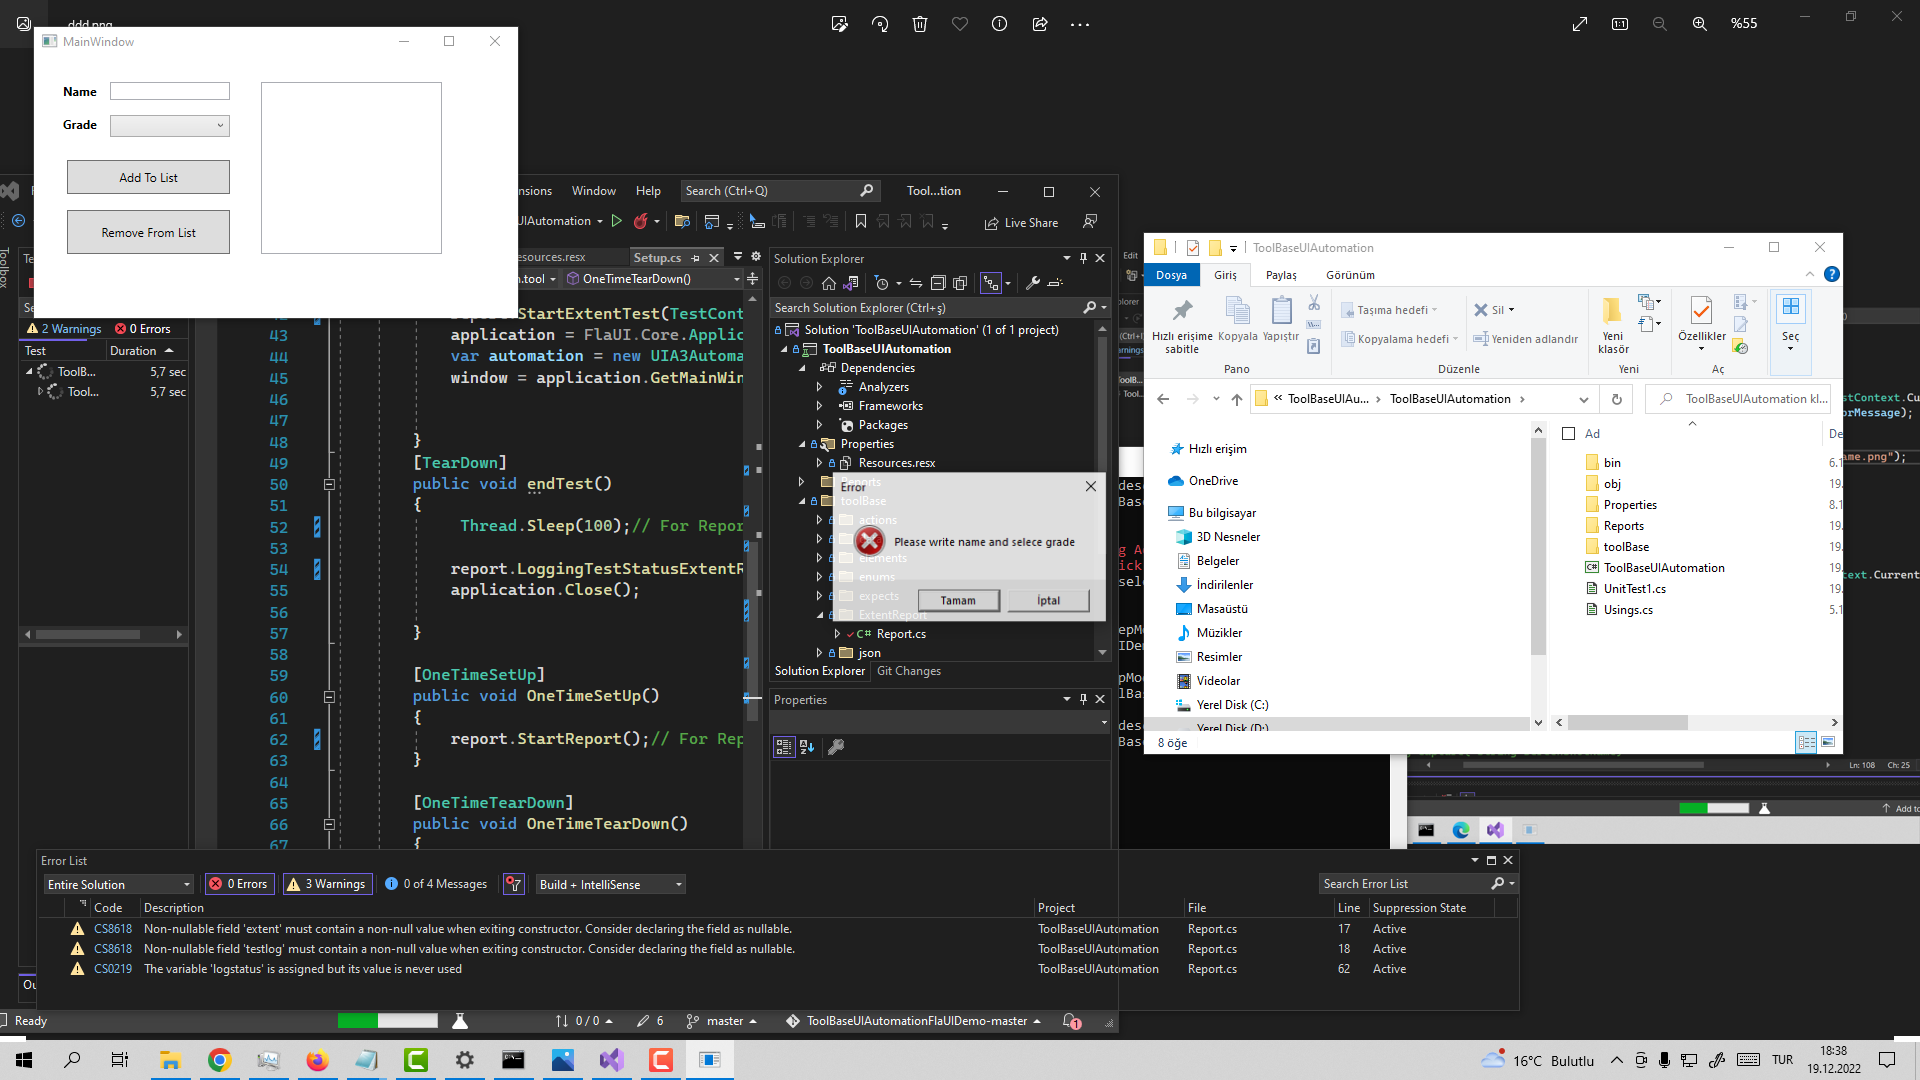 ddd.png
%55
MainWindow
Name
Grade
Add To List
Remove From List
Window
Help
Search (Ctrl+Q)
Tool...tion
UIAutomation
Live Share
esources.resx
Setup.cs
OneTimeTearDown()
2 Warnings
0 Errors
Test
Duration
ToolB...
5,7 sec
Tool...
5,7 sec
Toolbox
StartExtentTest(TestCont
43 application = FlaUI.Core.Applic
44 var automation = new UIA3Automa
45 window = application.GetMainWin
46
47
48 }
49 [TearDown]
50 public void endTest()
51 {
52 Thread.Sleep(100);// For Repor
53
54 report.LoggingTestStatusExtentR
55 application.Close();
56
57 }
58
59 [OneTimeSetUp]
60 public void OneTimeSetUp()
61 {
62 report.StartReport();// For Rep
63 }
64
65 [OneTimeTearDown]
66 public void OneTimeTearDown()
67 {
Solution Explorer
Search Solution Explorer (Ctrl+ş)
Solution 'ToolBaseUIAutomation' (1 of 1 project)
ToolBaseUIAutomation
Dependencies
Analyzers
Frameworks
Packages
Properties
Resources.resx
Reports
toolBase
actions
elements
enums
expects
ExtentReport
C# Report.cs
json
Error
Please write name and selece grade
Tamam
İptal
Solution Explorer
Git Changes
Properties
ToolBaseUIAutomation
Dosya
Giriş
Paylaş
Görünüm
Hızlı erişime sabitle
Kopyala
Yapıştır
Taşıma hedefi
Kopyalama hedefi
Sil
Yeniden adlandır
Yeni klasör
Özellikler
Seç
Pano
Düzenle
Yeni
Aç
ToolBaseUIAu...
ToolBaseUIAutomation
ToolBaseUIAutomation kl...
Hızlı erişim
OneDrive
Bu bilgisayar
3D Nesneler
Belgeler
İndirilenler
Masaüstü
Müzikler
Resimler
Videolar
Yerel Disk (C:)
Yerel Disk (D:)
Ad
bin
obj
Properties
Reports
toolBase
ToolBaseUIAutomation
UnitTest1.cs
Usings.cs
8 öğe
Ln: 108
Ch: 25
Error List
Entire Solution
0 Errors
3 Warnings
0 of 4 Messages
Build + IntelliSense
Search Error List
Code
Description
Project
File
Line
Suppression State
CS8618 Non-nullable field 'extent' must contain a non-null value when exiting constructor. Consider declaring the field as nullable. ToolBaseUIAutomation Report.cs 17 Active
CS8618 Non-nullable field 'testlog' must contain a non-null value when exiting constructor. Consider declaring the field as nullable. ToolBaseUIAutomation Report.cs 18 Active
CS0219 The variable 'logstatus' is assigned but its value is never used ToolBaseUIAutomation Report.cs 62 Active
Ready
0 / 0
6
master
ToolBaseUIAutomationFlaUIDemo-master
1
16°C Bulutlu
TUR
18:38
19.12.2022